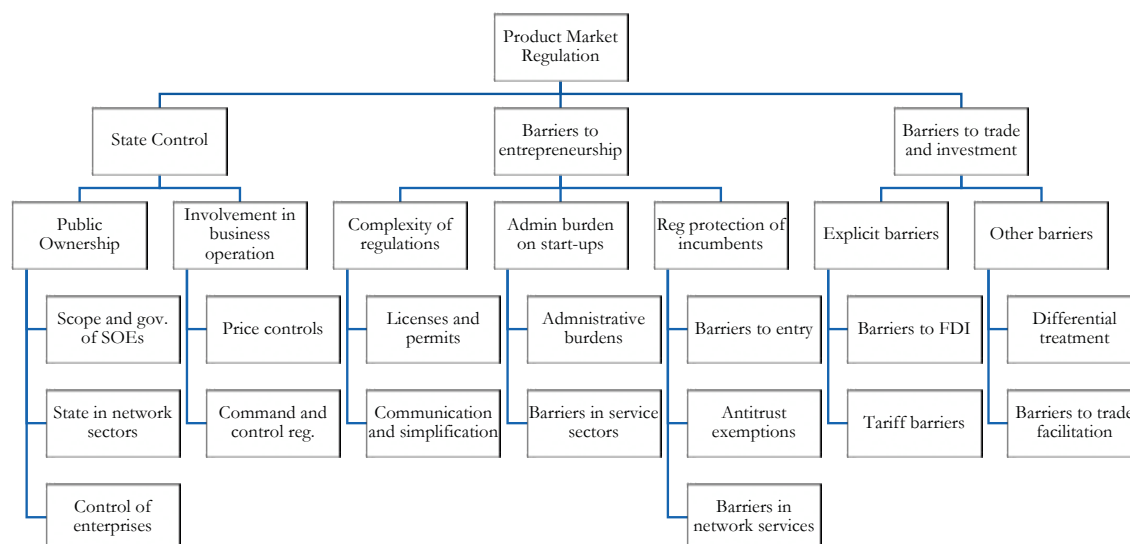 Product Market
Regulation
State Control
Barriers to
entrepreneurship
Barriers to trade
and investment
Public
Ownership
Involvement in
business
operation
Complexity of
regulations
Admin burden
on start-ups
Reg protection of
incumbents
Explicit barriers
Other barriers
Scope and gov.
of SOEs
Price controls
Licenses and
permits
Admnistrative
burdens
Barriers to entry
Barriers to FDI
Differential
treatment
State in network
sectors
Command and
control reg.
Communication
and simplification
Barriers in service
sectors
Antitrust
exemptions
Tariff barriers
Barriers to trade
facilitation
Control of
enterprises
Barriers in
network services